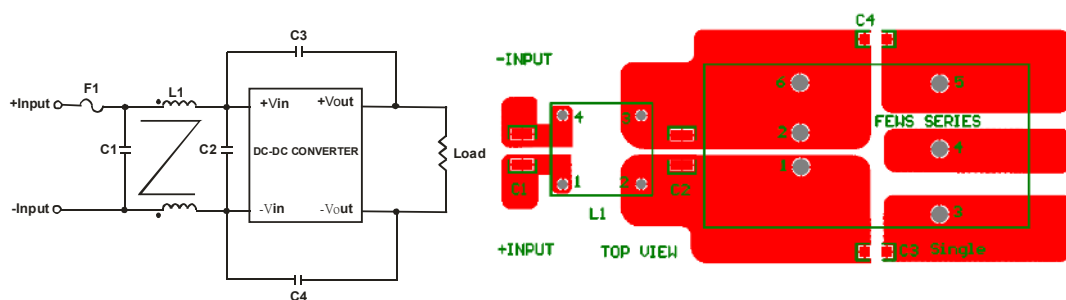 C3
F1
L1
+Input
+Vin
+Vout
C1
C2
DC-DC CONVERTER
Load
-Input
-Vin
-Vout
C4
C4
-INPUT
6
5
4
3
FEWS SERIES
2
4
1
C1
1
2
C2
3
L1
+INPUT
TOP VIEW
C3
Single